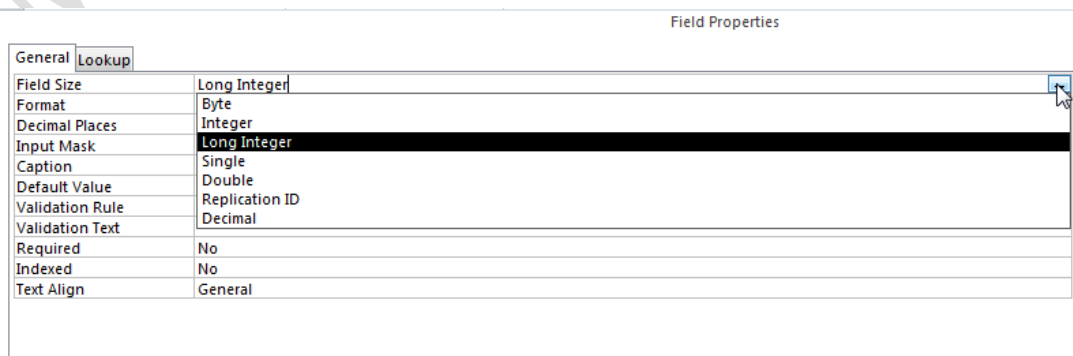 Field Properties
General Lookup
Field Size Long Integer
Format Byte
Decimal Places Integer
Input Mask Long Integer
Caption Single
Default Value Double
Validation Rule Replication ID
Validation Text Decimal
Required No
Indexed No
Text Align General